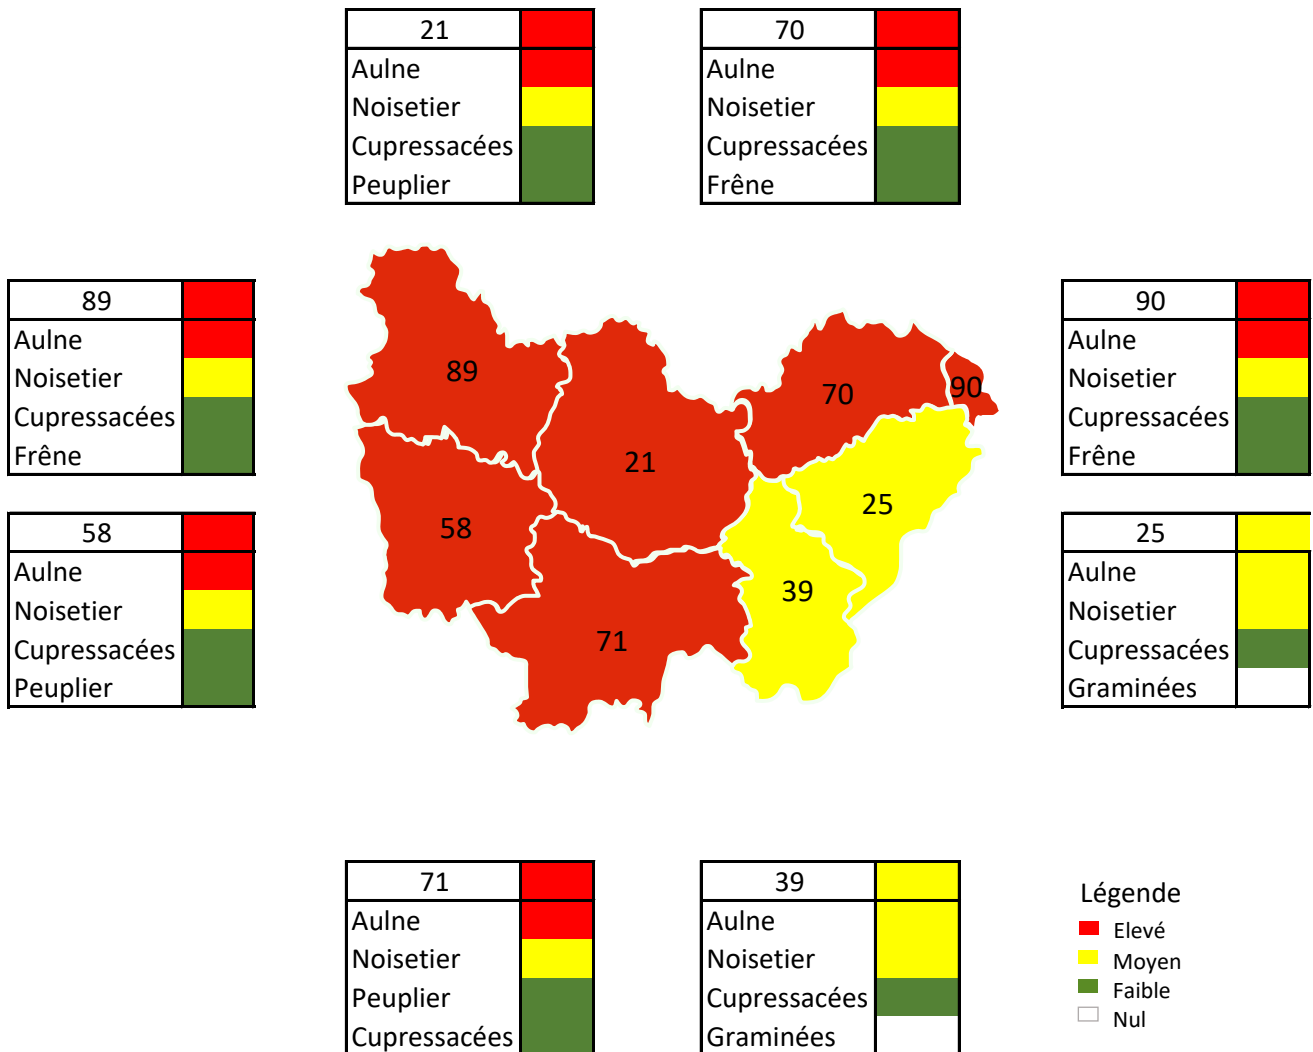 21
Aulne
Noisetier
Cupressacées
Peuplier
70
Aulne
Noisetier
Cupressacées
Frêne
89
Aulne
Noisetier
Cupressacées
Frêne
90
Aulne
Noisetier
Cupressacées
Frêne
58
Aulne
Noisetier
Cupressacées
Peuplier
25
Aulne
Noisetier
Cupressacées
Graminées
89
70
90
21
25
58
39
71
71
Aulne
Noisetier
Peuplier
Cupressacées
39
Aulne
Noisetier
Cupressacées
Graminées
Légende
Elevé
Moyen
Faible
Nul